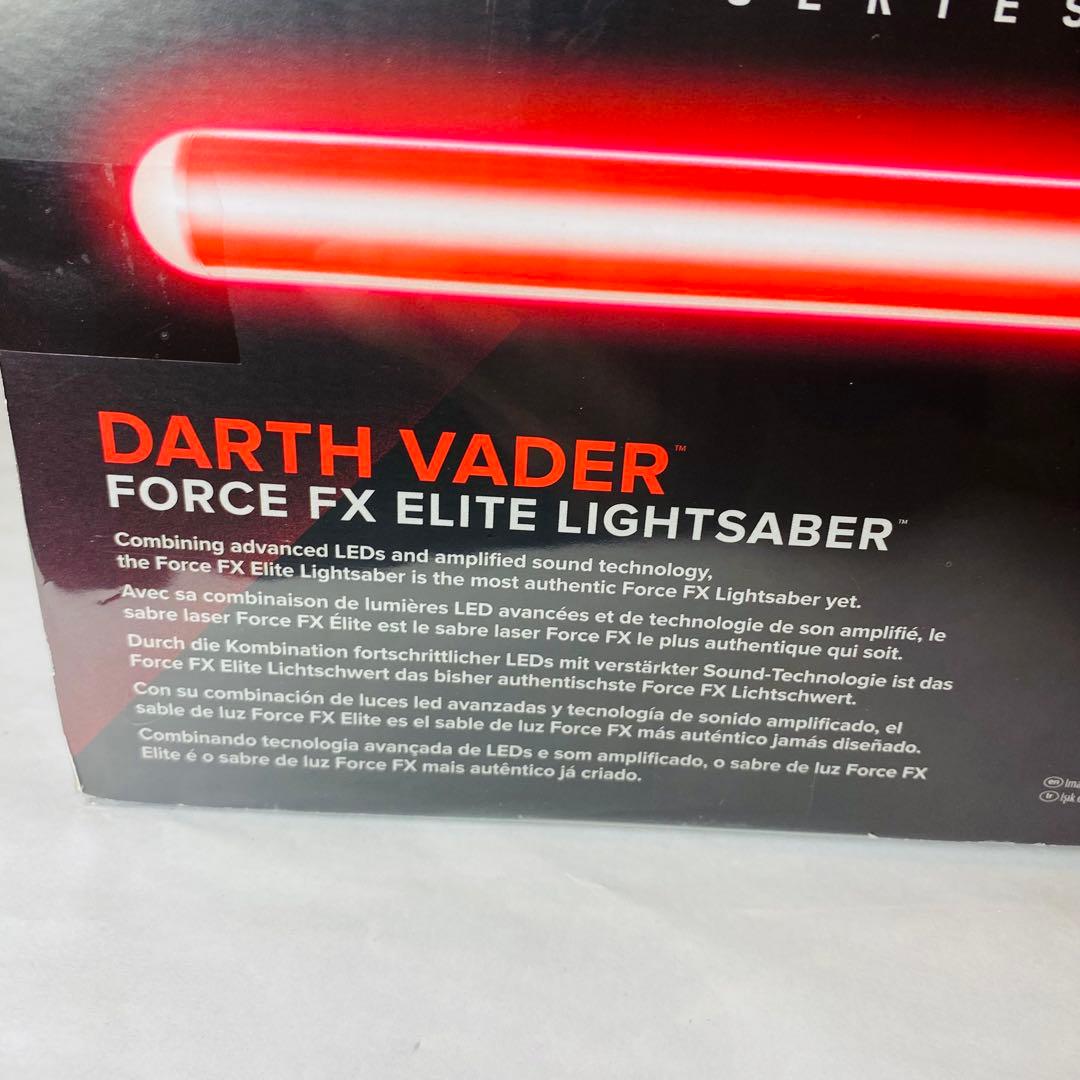 SERIES
DARTH VADER™
FORCE FX ELITE LIGHTSABER™
Combining advanced LEDs and amplified sound technology,
the Force FX Elite Lightsaber is the most authentic Force FX Lightsaber yet.
Avec sa combinaison de lumières LED avancées et de technologie de son amplifié, le
sabre laser Force FX Élite est le sabre laser Force FX le plus authentique qui soit.
Durch die Kombination fortschrittlicher LEDs mit verstärkter Sound-Technologie ist das
Force FX Elite Lichtschwert das bisher authentischste Force FX Lichtschwert.
Con su combinación de luces led avanzadas y tecnología de sonido amplificado, el
sable de luz Force FX Elite es el sable de luz Force FX más auténtico jamás diseñado.
Combinando tecnologia avançada de LEDs e som amplificado, o sabre de luz Force FX
Elite é o sabre de luz Force FX mais autêntico já criado.
en
tr Işık